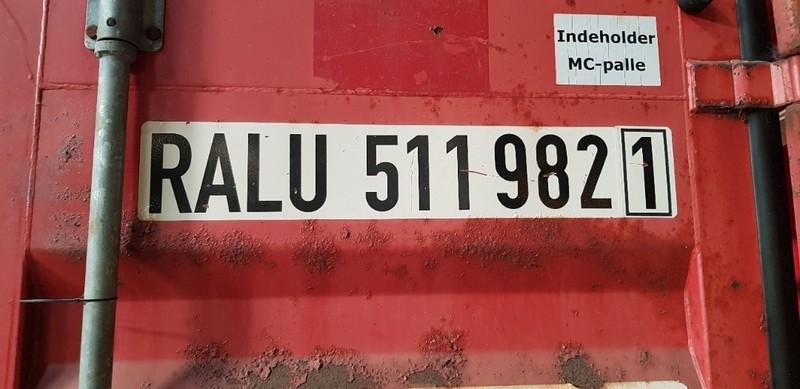 Indeholder
MC-palle
RALU 511 982 1